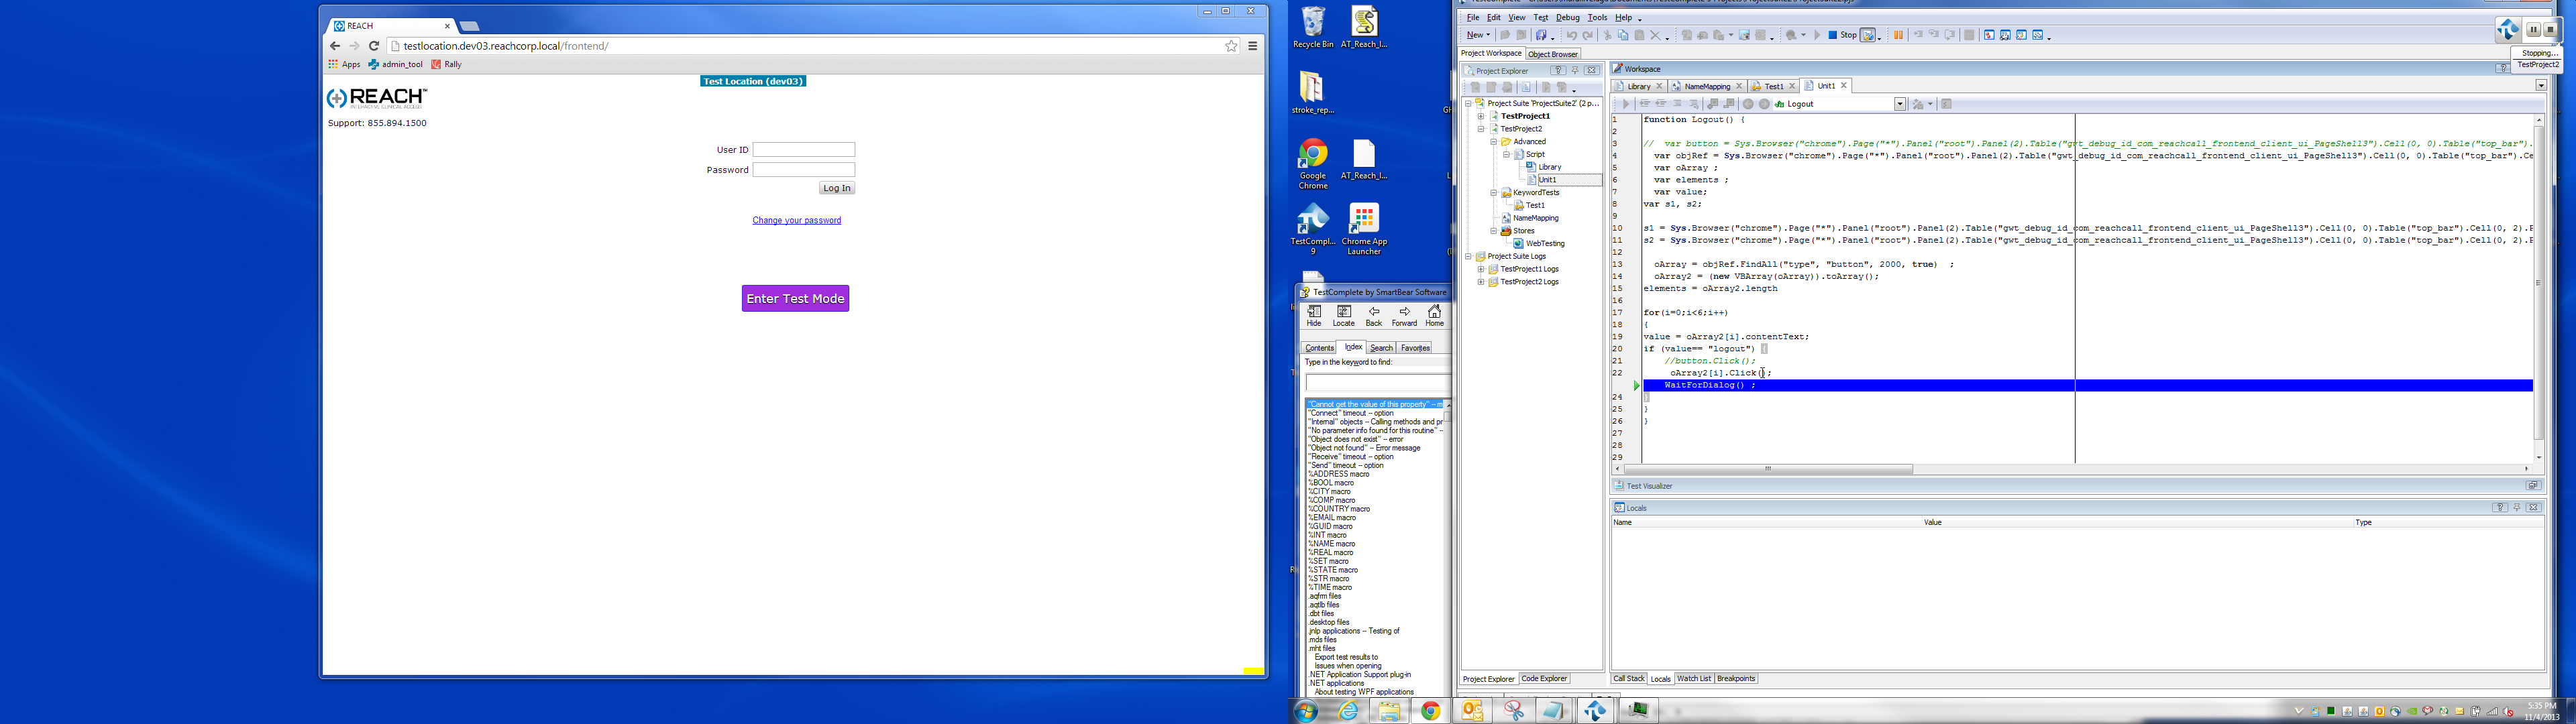 REACH
testlocation.dev03.reachcorp.local/frontend/
Apps
admin_tool
Rally
Test Location (dev03)
REACH™
INTERACTIVE CLINICAL ACCESS
Support: 855.894.1500
User ID
Password
Log In
Change your password
Enter Test Mode
Recycle Bin
AT_Reach_I...
stroke_rep...
Google Chrome
AT_Reach_I...
TestCompl... 9
Chrome App Launcher
TestComplete by SmartBear Software
Hide
Locate
Back
Forward
Home
Contents
Index
Search
Favorites
Type in the keyword to find:
"Cannot get the value of this property" -- m
"Connect" timeout -- option
"Internal" objects -- Calling methods and pr
"No parameter info found for this routine" --
"Object does not exist" -- error
"Object not found" -- Error message
"Receive" timeout -- option
"Send" timeout -- option
%ADDRESS macro
%BOOL macro
%CITY macro
%COMP macro
%COUNTRY macro
%EMAIL macro
%GUID macro
%INT macro
%NAME macro
%REAL macro
%SET macro
%STATE macro
%STR macro
%TIME macro
.aqfm files
.aqtlb files
.dbt files
.desktop files
.jnlp applications -- Testing of
.mds files
.mht files
Export test results to
Issues when opening
.NET Application Support plug-in
.NET applications
About testing WPF applications
File Edit View Test Debug Tools Help
New
Stop
Stopping...
TestProject2
Project Workspace
Object Browser
Project Explorer
Project Suite 'ProjectSuite2' (2 p...
TestProject1
TestProject2
Advanced
Script
Library
Unit1
KeywordTests
Test1
NameMapping
Stores
WebTesting
Project Suite Logs
TestProject1 Logs
TestProject2 Logs
Project Explorer
Code Explorer
Workspace
Library
NameMapping
Test1
Unit1
Logout
1 function Logout() {
2
3 // var button = Sys.Browser("chrome").Page("*").Panel("root").Panel(2).Table("gwt_debug_id_com_reachcall_frontend_client_ui_PageShell3").Cell(0, 0).Table("top_bar").
4 var objRef = Sys.Browser("chrome").Page("*").Panel("root").Panel(2).Table("gwt_debug_id_com_reachcall_frontend_client_ui_PageShell3").Cell(0, 0).Table("top_bar").Ce
5 var oArray ;
6 var elements ;
7 var value;
8 var s1, s2;
9
10 s1 = Sys.Browser("chrome").Page("*").Panel("root").Panel(2).Table("gwt_debug_id_com_reachcall_frontend_client_ui_PageShell3").Cell(0, 0).Table("top_bar").Cell(0, 2).P
11 s2 = Sys.Browser("chrome").Page("*").Panel("root").Panel(2).Table("gwt_debug_id_com_reachcall_frontend_client_ui_PageShell3").Cell(0, 0).Table("top_bar").Cell(0, 2).P
12
13 oArray = objRef.FindAll("type", "button", 2000, true) ;
14 oArray2 = (new VBArray(oArray)).toArray();
15 elements = oArray2.length
16
17 for(i=0;i<6;i++)
18 {
19 value = oArray2[i].contentText;
20 if (value== "logout") {
21 //button.Click();
22 oArray2[i].Click();
WaitForDialog() ;
24 }
25 }
26 }
27
28
29
Test Visualizer
Locals
Name
Value
Type
Call Stack
Locals
Watch List
Breakpoints
5:35 PM
11/4/2013